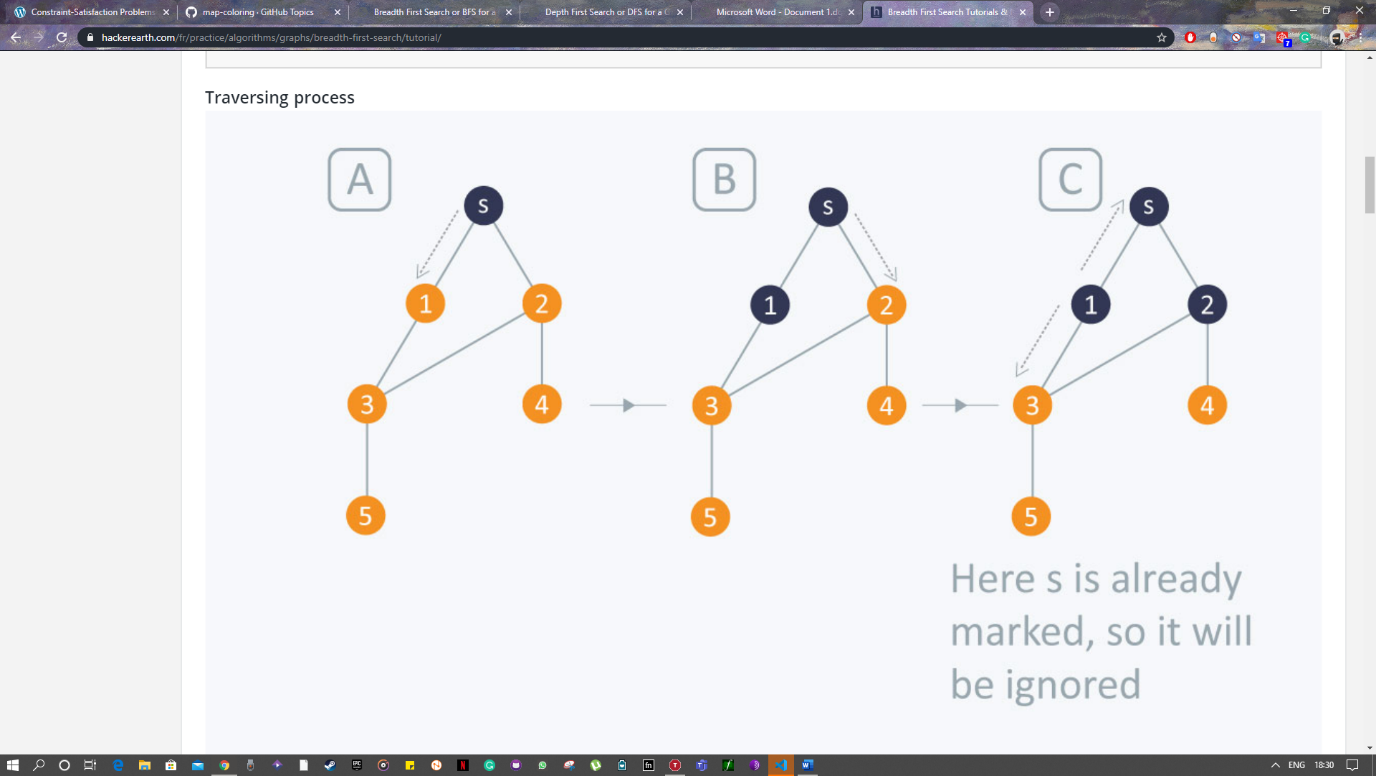 Constraint-Satisfaction Problems
map-coloring · GitHub Topics
Breadth First Search or BFS for a
Depth First Search or DFS for a G
Microsoft Word - Document 1.d
Breadth First Search Tutorials &
hackerearth.com/fr/practice/algorithms/graphs/breadth-first-search/tutorial/
7
Traversing process
A
B
C
s
s
s
1
2
1
2
1
2
3
4
3
4
3
4
5
5
5
Here s is already
marked, so it will
be ignored
ENG
18:30